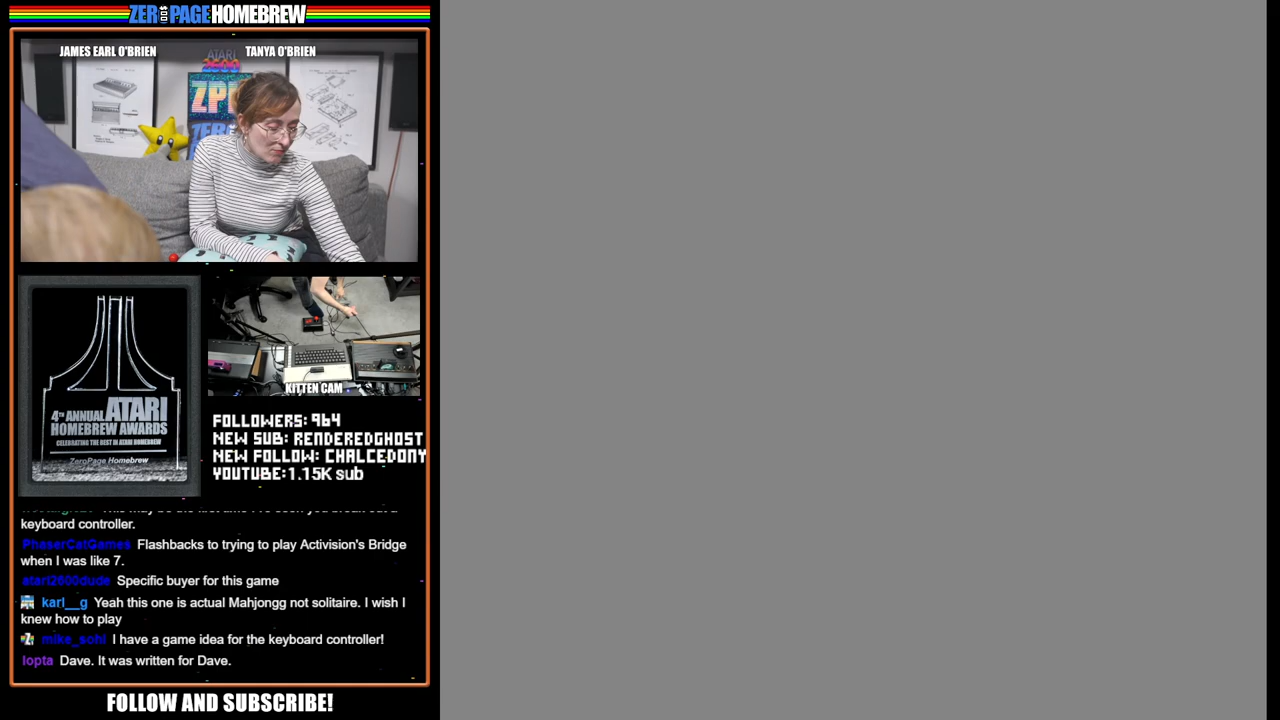 ZEROPAGE HOMEBREW
JAMES EARL O'BRIEN
TANYA O'BRIEN
ATARI
2600
4TH ANNUAL ATARI
HOMEBREW AWARDS
CELEBRATING THE BEST IN ATARI HOMEBREW
ZeroPage Homebrew
KITTEN CAM
FOLLOWERS: 964
NEW SUB: RENDEREDGHOST
NEW FOLLOW: CHALCEDONY
YOUTUBE:1.15K sub
keyboard controller.
PhaserCatGames Flashbacks to trying to play Activision's Bridge
when I was like 7.
atari2600dude Specific buyer for this game
karl__g Yeah this one is actual Mahjongg not solitaire. I wish I
knew how to play
mike_sohl I have a game idea for the keyboard controller!
lopta Dave. It was written for Dave.
FOLLOW AND SUBSCRIBE!